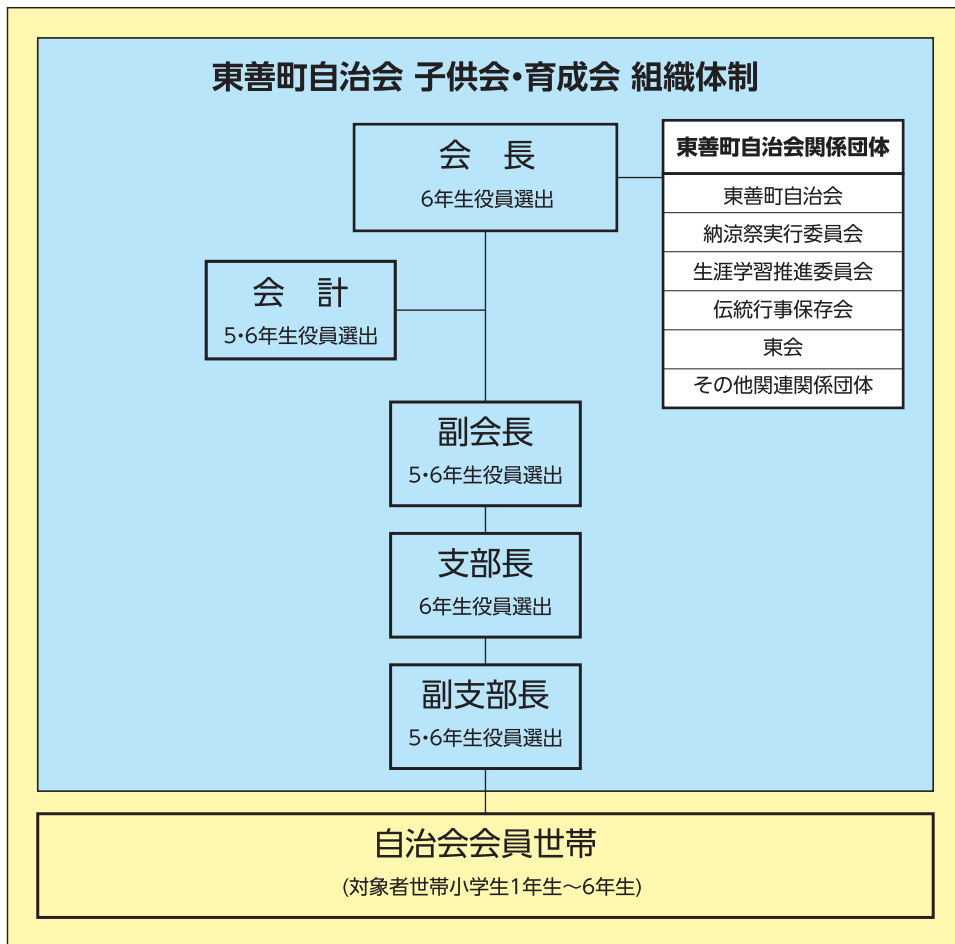 東善町自治会 子供会・育成会 組織体制
会 長
6年生役員選出
東善町自治会関係団体
東善町自治会
納涼祭実行委員会
生涯学習推進委員会
伝統行事保存会
東会
その他関連関係団体
会 計
5・6年生役員選出
副会長
5・6年生役員選出
支部長
6年生役員選出
副支部長
5・6年生役員選出
自治会会員世帯
(対象者世帯小学生1年生〜6年生)